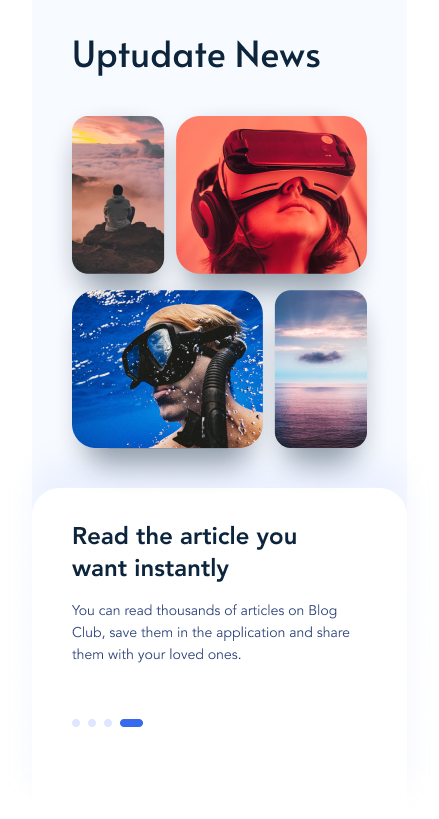 Uptudate News
Read the article you
want instantly
You can read thousands of articles on Blog
Club, save them in the application and share
them with your loved ones.